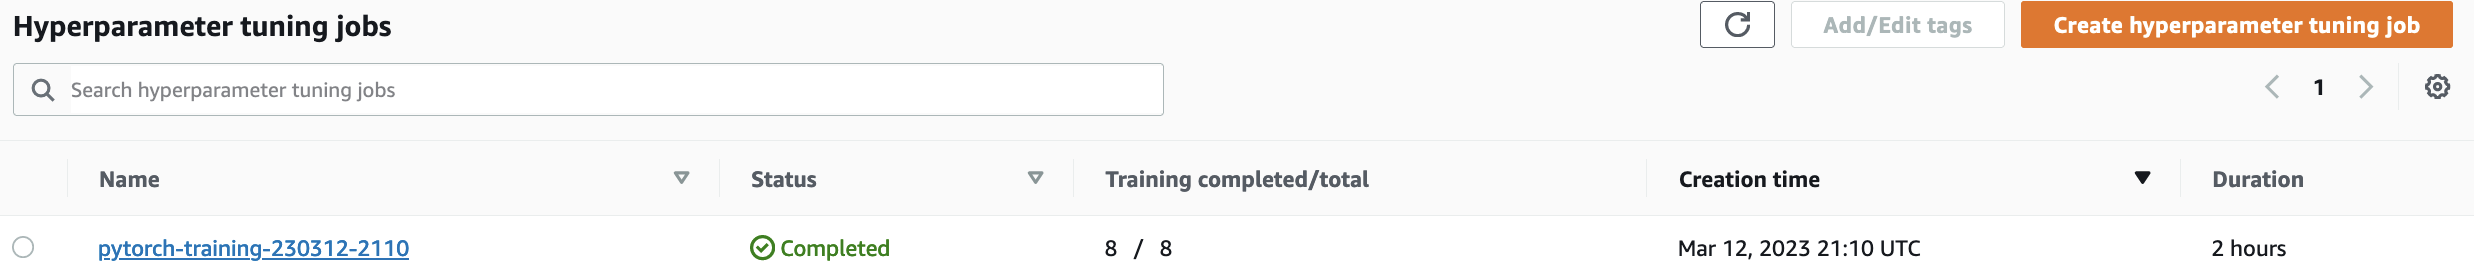 Hyperparameter tuning jobs
Add/Edit tags
Create hyperparameter tuning job
Search hyperparameter tuning jobs
1
Name Status Training completed/total Creation time Duration
pytorch-training-230312-2110 Completed 8 / 8 Mar 12, 2023 21:10 UTC 2 hours